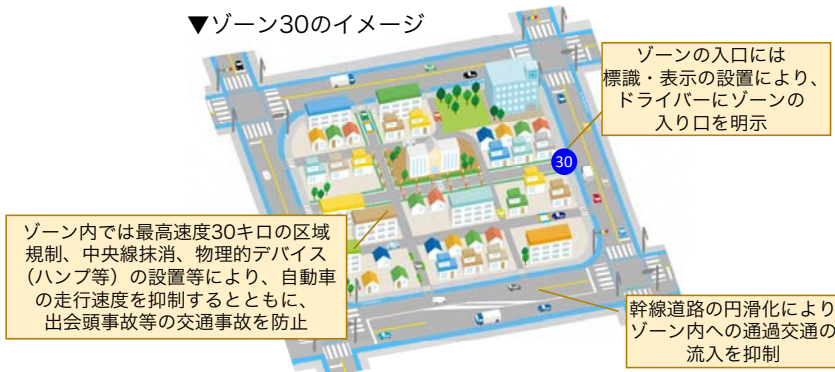 ▼ゾーン30のイメージ
ゾーンの入口には
標識・表示の設置により、
ドライバーにゾーンの
入り口を明示
30
ゾーン内では最高速度30キロの区域
規制、中央線抹消、物理的デバイス
（ハンプ等）の設置等により、自動車
の走行速度を抑制するとともに、
出会頭事故等の交通事故を防止
幹線道路の円滑化により
ゾーン内への通過交通の
流入を抑制